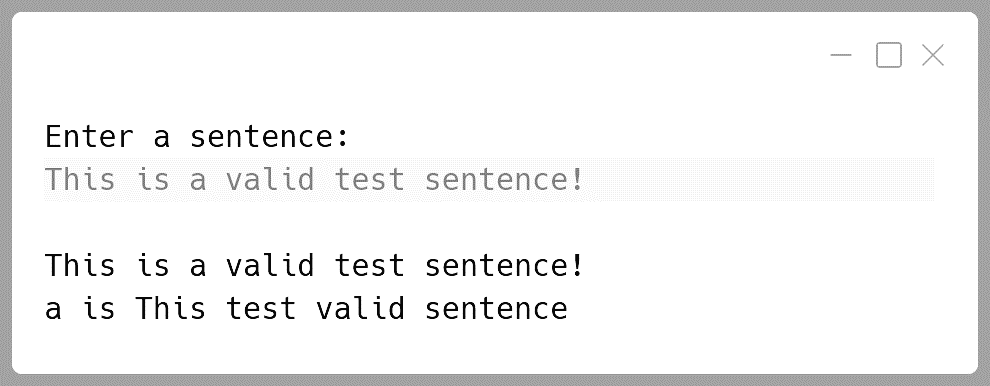 Enter a sentence:
This is a valid test sentence!
This is a valid test sentence!
a is This test valid sentence